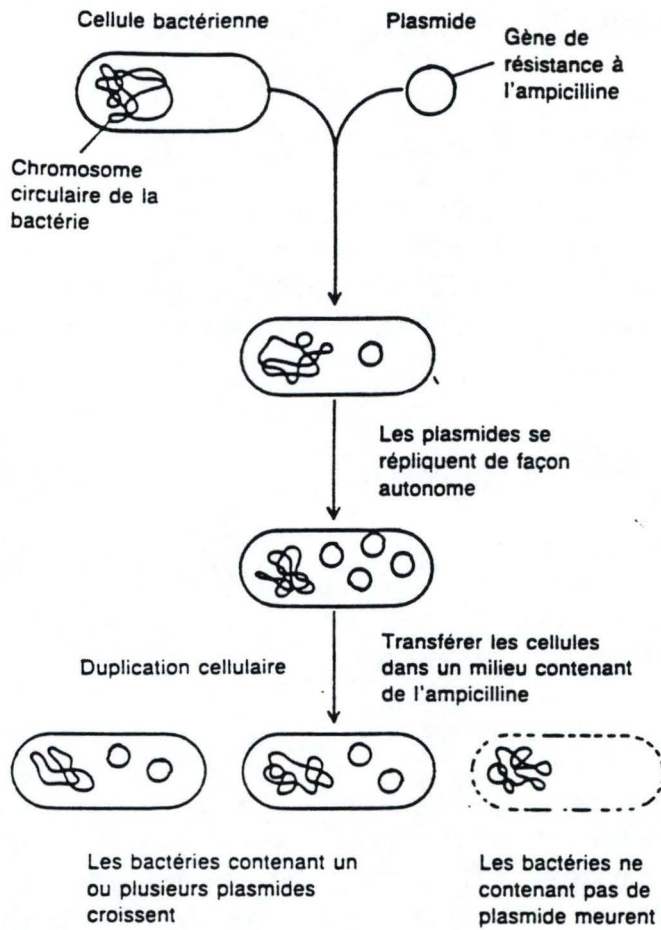 Cellule bactérienne
Plasmide
Gène de
résistance à
l'ampicilline
Chromosome
circulaire de la
bactérie
Les plasmides se
répliquent de façon
autonome
Duplication cellulaire
Transférer les cellules
dans un milieu contenant
de l'ampicilline
Les bactéries contenant un
ou plusieurs plasmides
croissent
Les bactéries ne
contenant pas de
plasmide meurent